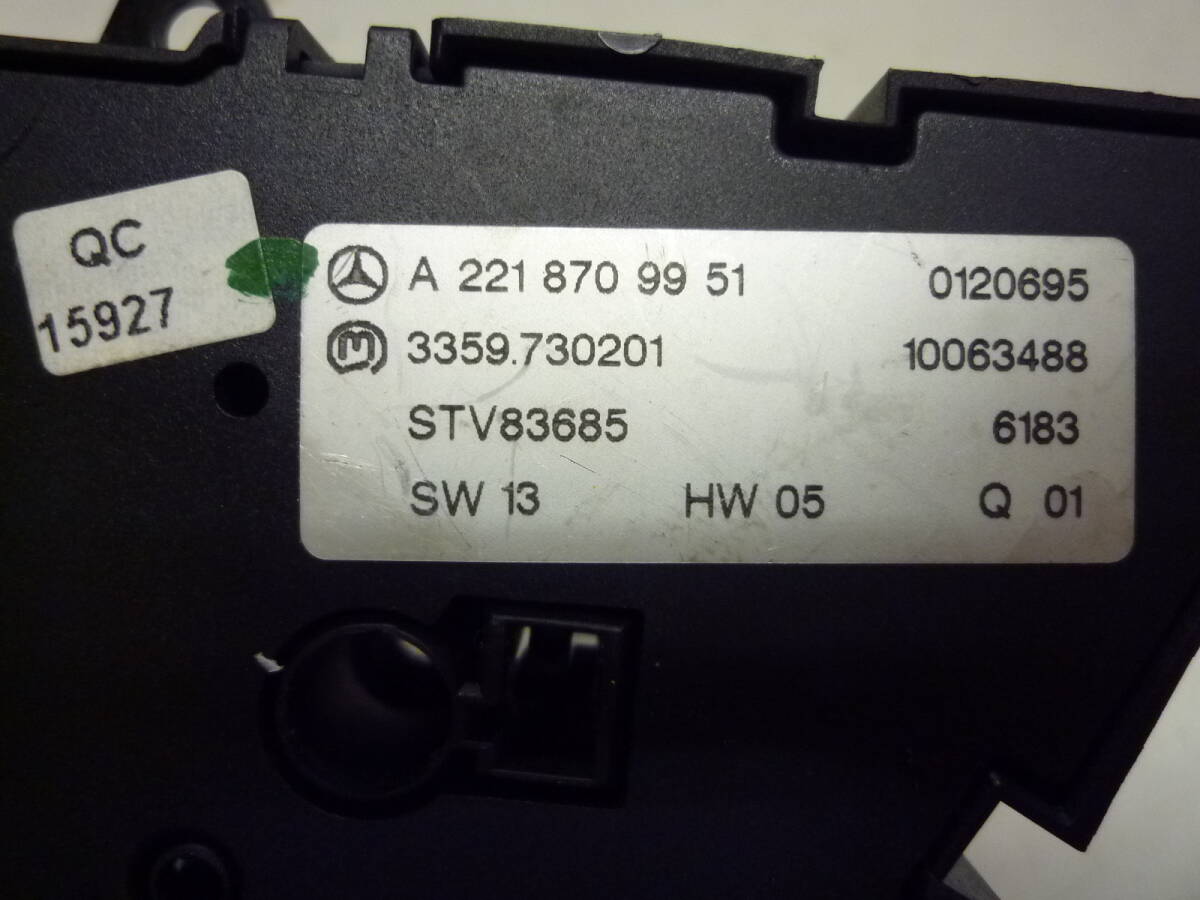 QC
15927
A 221 870 99 51 0120695
M 3359.730201 10063488
STV83685 6183
SW 13 HW 05 Q 01